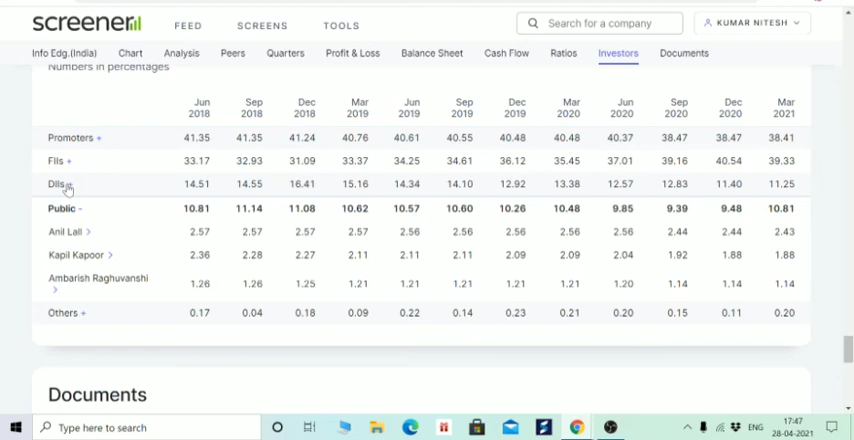 screener
FEED SCREENS TOOLS
Search for a company
KUMAR NITESH
Info Edg.(India) Chart Analysis Peers Quarters Profit & Loss Balance Sheet Cash Flow Ratios Investors Documents
Numbers in percentages
Jun 2018 Sep 2018 Dec 2018 Mar 2019 Jun 2019 Sep 2019 Dec 2019 Mar 2020 Jun 2020 Sep 2020 Dec 2020 Mar 2021
Promoters + 41.35 41.35 41.24 40.76 40.61 40.55 40.48 40.48 40.37 38.47 38.47 38.41
FIIs + 33.17 32.93 31.09 33.37 34.25 34.61 36.12 35.45 37.01 39.16 40.54 39.33
DIIs 14.51 14.55 16.41 15.16 14.34 14.10 12.92 13.38 12.57 12.83 11.40 11.25
Public - 10.81 11.14 11.08 10.62 10.57 10.60 10.26 10.48 9.85 9.39 9.48 10.81
Anil Lall > 2.57 2.57 2.57 2.57 2.56 2.56 2.56 2.56 2.56 2.44 2.44 2.43
Kapil Kapoor > 2.36 2.28 2.27 2.11 2.11 2.11 2.09 2.09 2.04 1.92 1.88 1.88
Ambarish Raghuvanshi > 1.26 1.26 1.25 1.21 1.21 1.21 1.21 1.21 1.20 1.14 1.14 1.14
Others + 0.17 0.04 0.18 0.09 0.22 0.14 0.23 0.21 0.20 0.15 0.11 0.20
Documents
Type here to search
ENG
17:47
28-04-2021